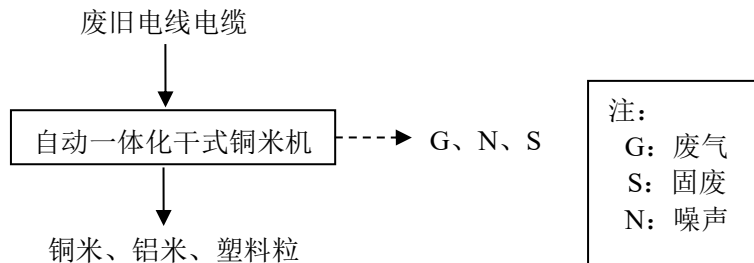 废旧电线电缆
自动一体化干式铜米机
G、N、S
铜米、铝米、塑料粒
注：
G：废气
S：固废
N：噪声